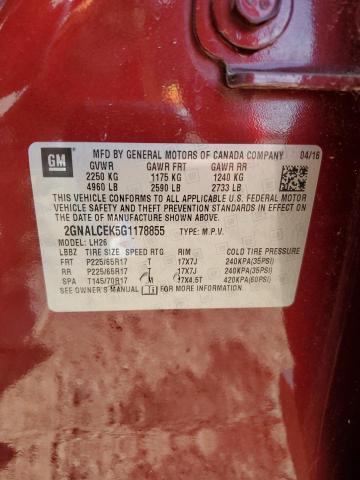 GM MFD BY GENERAL MOTORS OF CANADA COMPANY 04/16
GVWR GAWR FRT GAWR RR
2250 KG 1175 KG 1240 KG
4960 LB 2590 LB 2733 LB
THIS VEHICLE CONFORMS TO ALL APPLICABLE U.S. FEDERAL MOTOR
VEHICLE SAFETY AND THEFT PREVENTION STANDARDS IN EFFECT
ON THE DATE OF MANUFACTURE SHOWN ABOVE.
2GNALCEK5G1178855 TYPE: M.P.V.
MODEL: LH26
LBBZ TIRE SIZE SPEED RTG RIM COLD TIRE PRESSURE
FRT P225/65R17 T 17X7J 240KPA(35PSI)
RR P225/65R17 T 17X7J 240KPA(35PSI)
SPA T145/70R17 M 17X4.5T 420KPA(60PSI)
SEE OWNER'S MANUAL FOR MORE INFORMATION